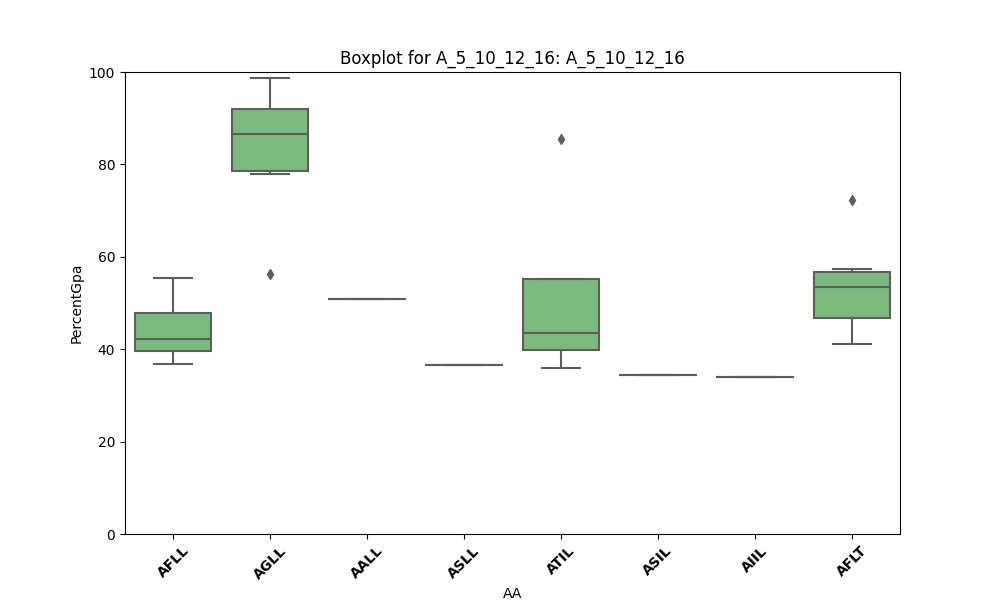 Boxplot for A_5_10_12_16: A_5_10_12_16
100
80
60
40
20
0
PercentGpa
AFLL AGLL AALL ASLL ATIL ASIL AIIL AFLT
AA